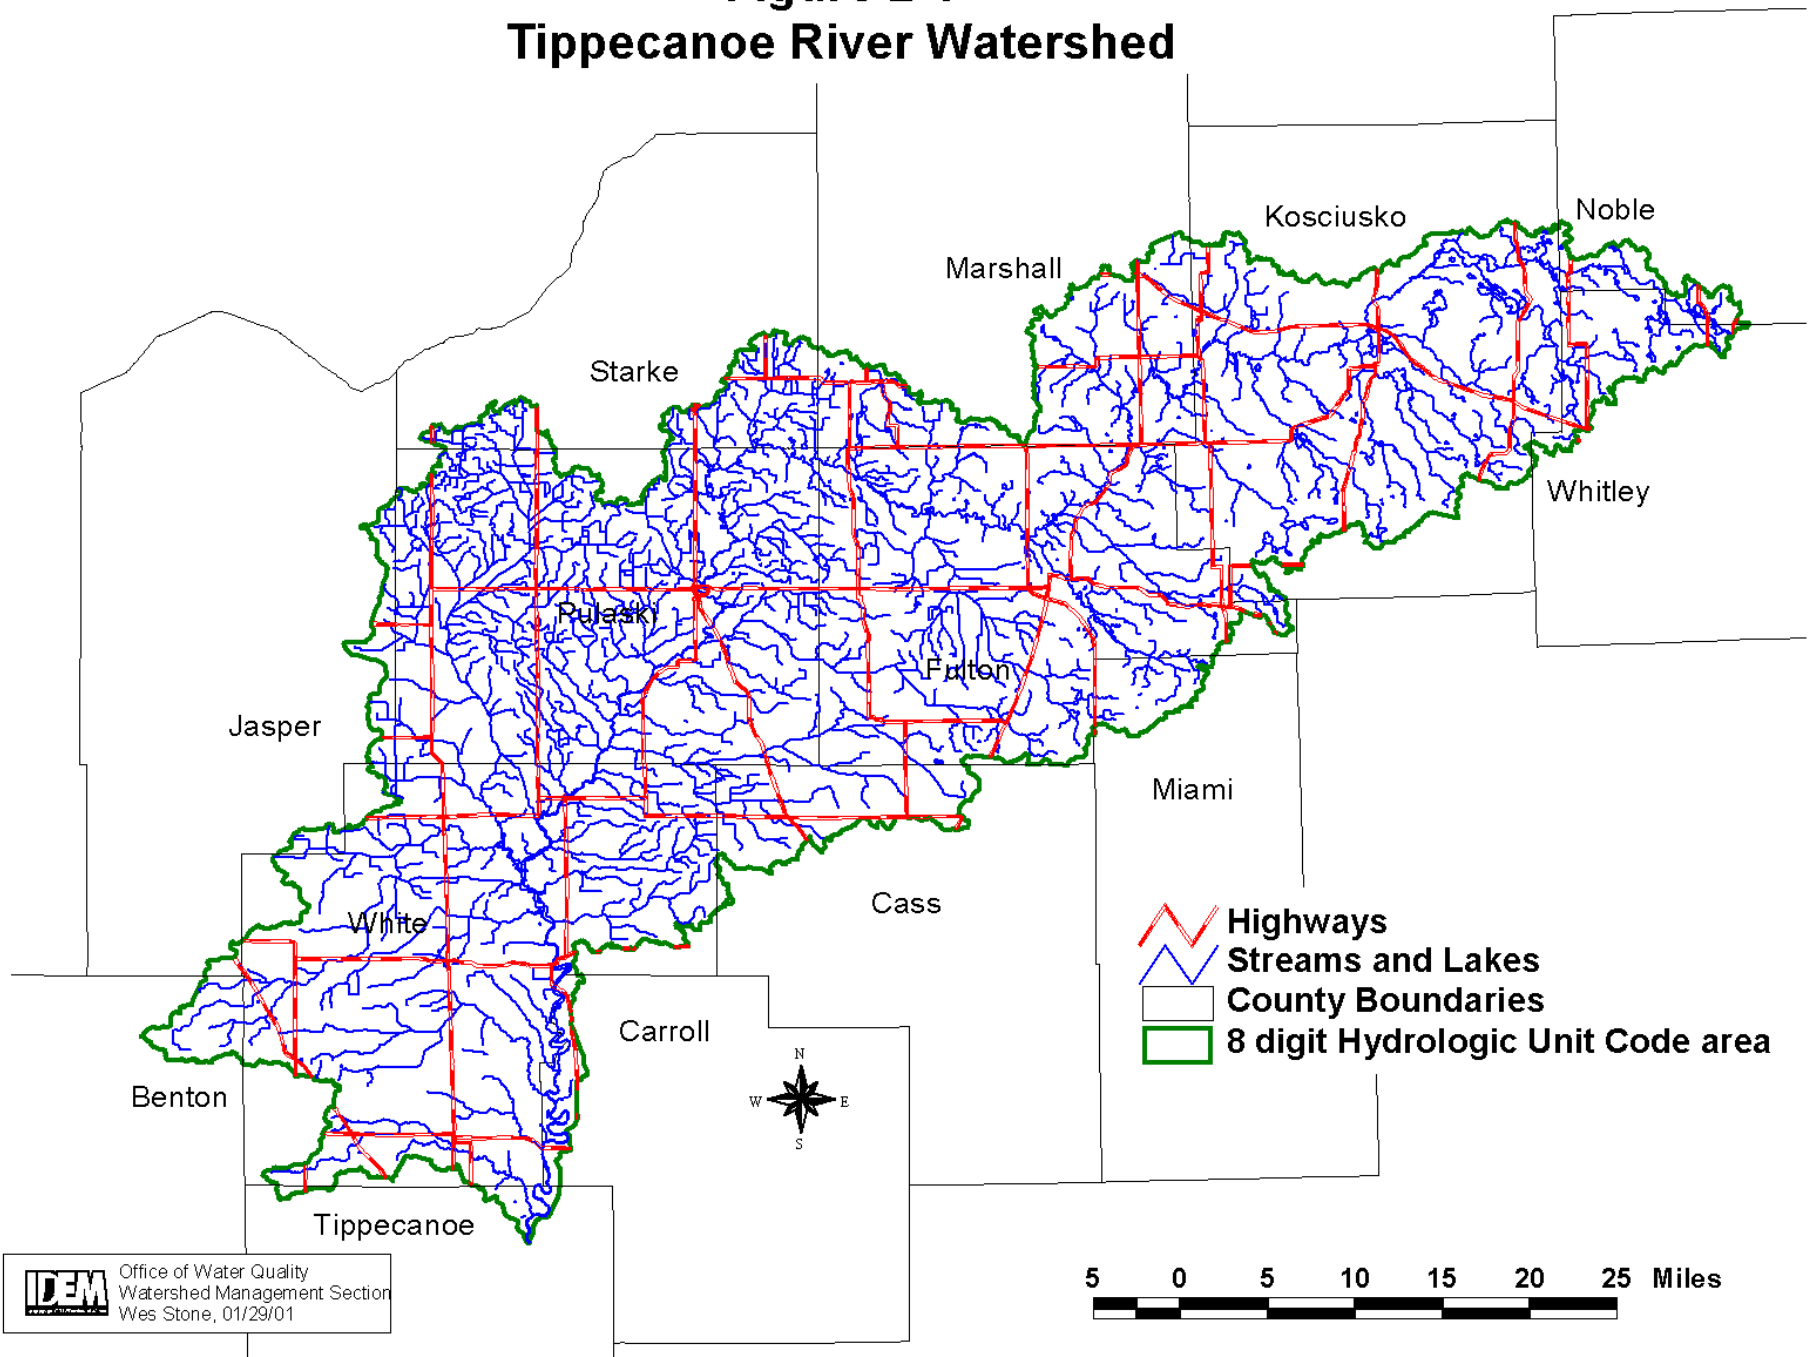 Tippecanoe River Watershed
Noble
Kosciusko
Marshall
Starke
Whitley
Pulaski
Fulton
Jasper
Miami
Cass
White
Highways
Streams and Lakes
County Boundaries
8 digit Hydrologic Unit Code area
Carroll
N
W E
S
Benton
Tippecanoe
IDEM
Office of Water Quality
Watershed Management Section
Wes Stone, 01/29/01
5 0 5 10 15 20 25 Miles